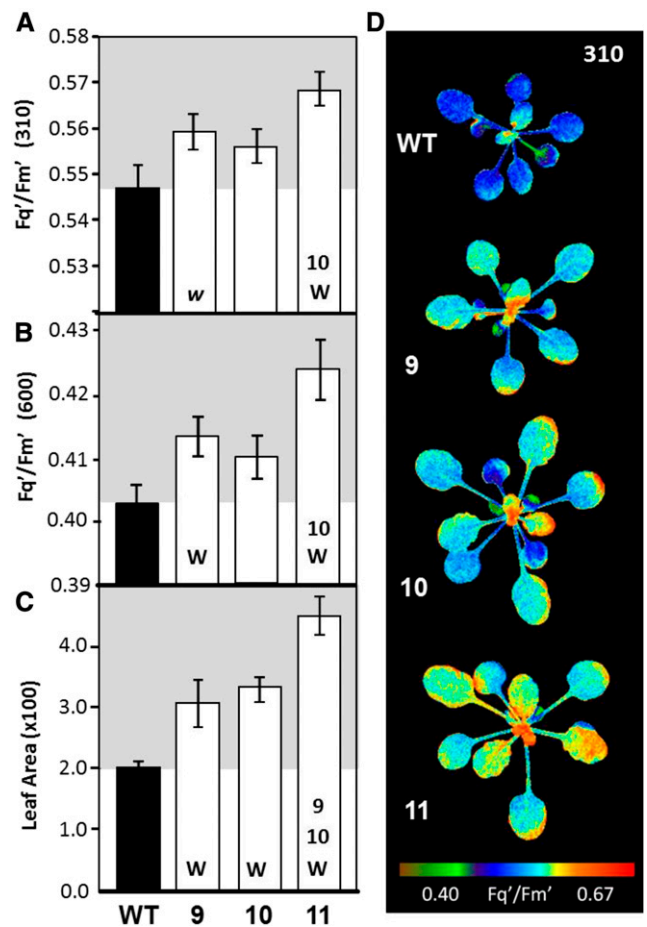 A
Fq'/Fm' (310)
0.58
0.57
0.56
0.55
0.54
0.53
w
10
W
B
Fq'/Fm' (600)
0.43
0.42
0.41
0.40
0.39
W
10
W
C
Leaf Area (x100)
4.0
3.0
2.0
1.0
0.0
W
W
9
10
W
WT 9 10 11
D
310
WT
9
10
11
0.40 Fq'/Fm' 0.67